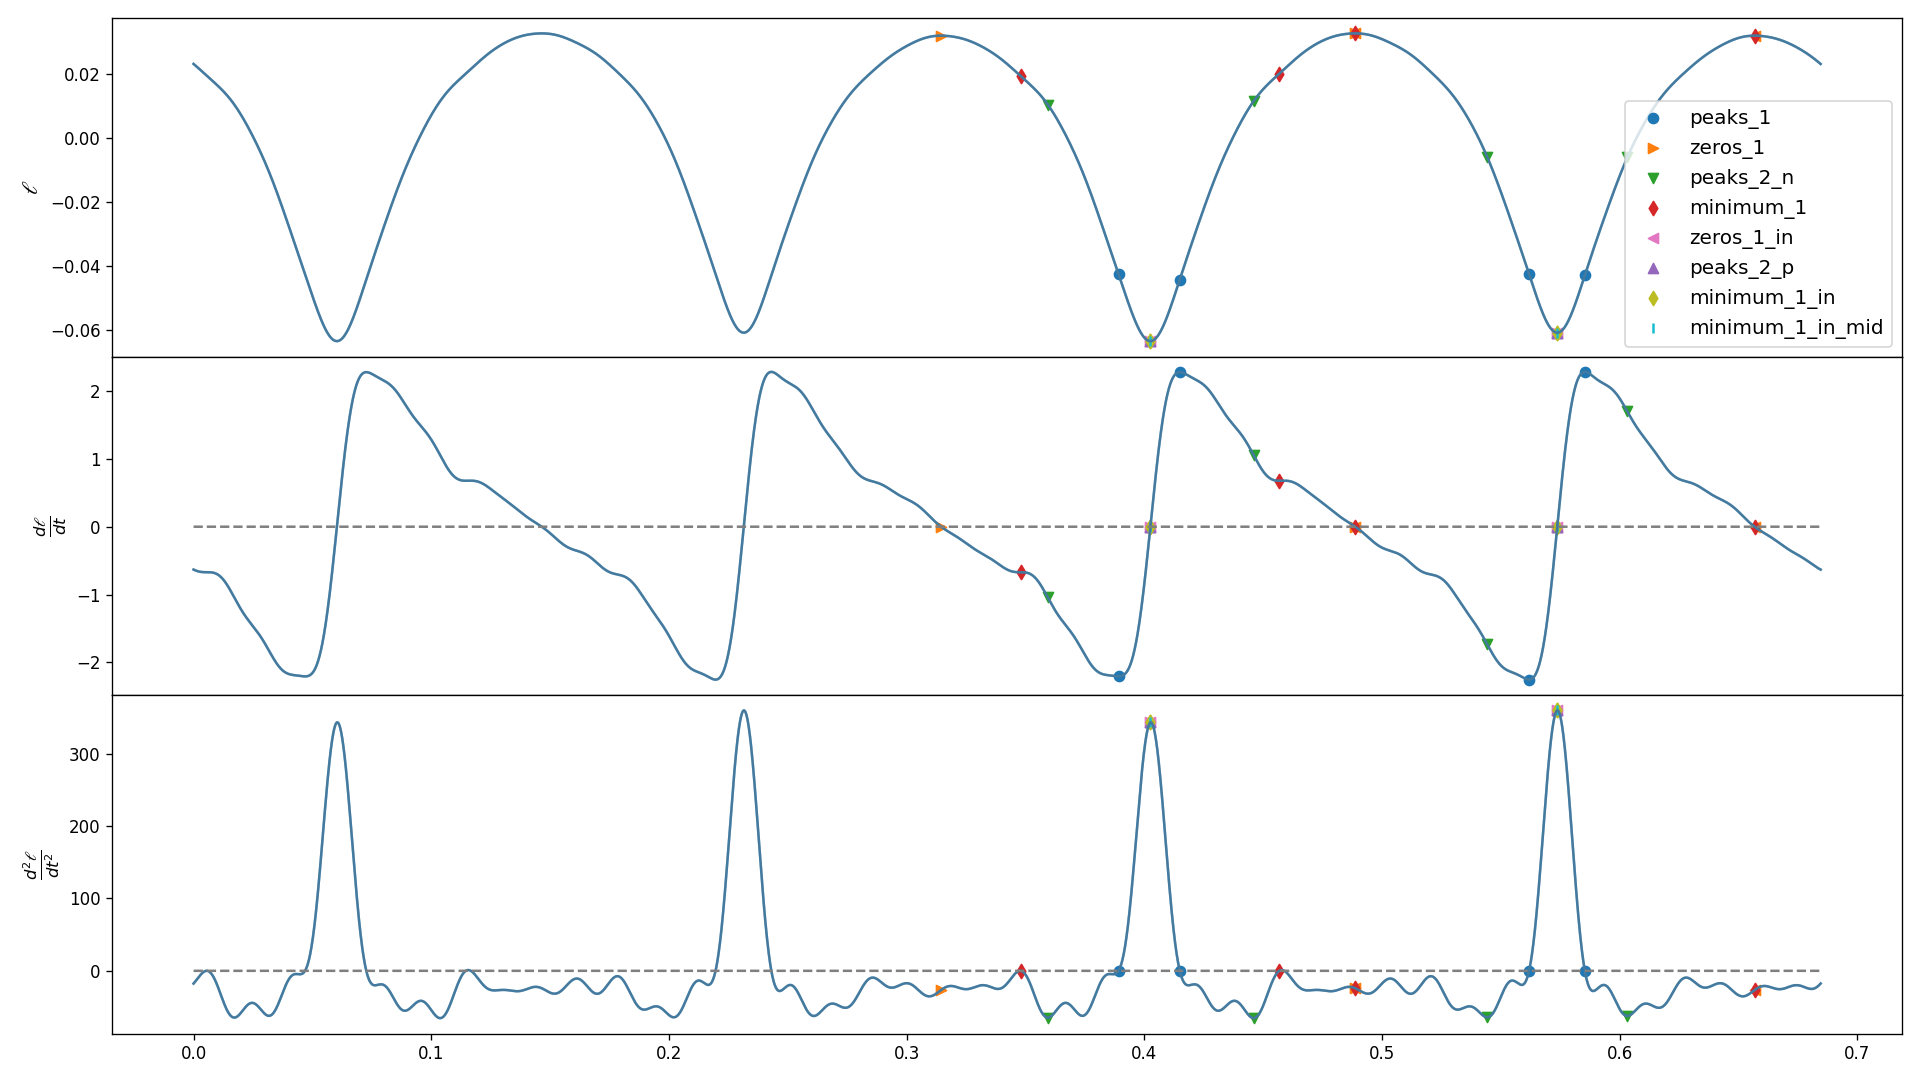 0.02
0.00
−0.02
−0.04
−0.06
ℓ
peaks_1
zeros_1
peaks_2_n
minimum_1
zeros_1_in
peaks_2_p
minimum_1_in
minimum_1_in_mid
2
1
0
−1
−2
dℓ
dt
300
200
100
0
d²ℓ
dt²
0.0 0.1 0.2 0.3 0.4 0.5 0.6 0.7